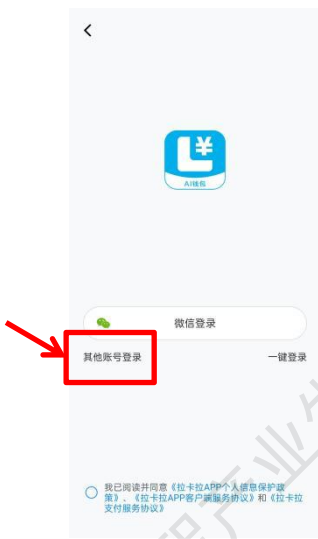 AI钱包
微信登录
其他账号登录 一键登录
我已阅读并同意《拉卡拉APP个人信息保护政
策》、《拉卡拉APP客户端服务协议》和《拉卡拉
支付服务协议》